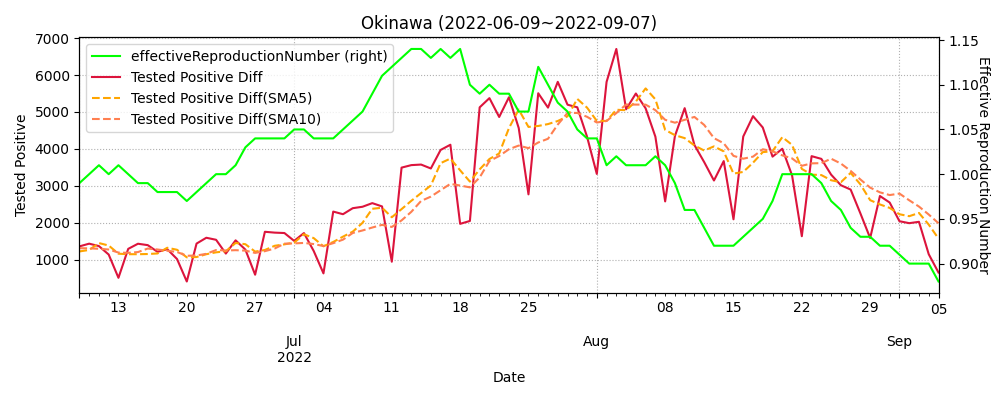 Okinawa (2022-06-09~2022-09-07)
effectiveReproductionNumber (right)
Tested Positive Diff
Tested Positive Diff(SMA5)
Tested Positive Diff(SMA10)
Tested Positive
7000
6000
5000
4000
3000
2000
1000
Effective Reproduction Number
1.15
1.10
1.05
1.00
0.95
0.90
13 20 27 04 11 18 25 08 15 22 29 05
Jul Aug Sep
2022
Date